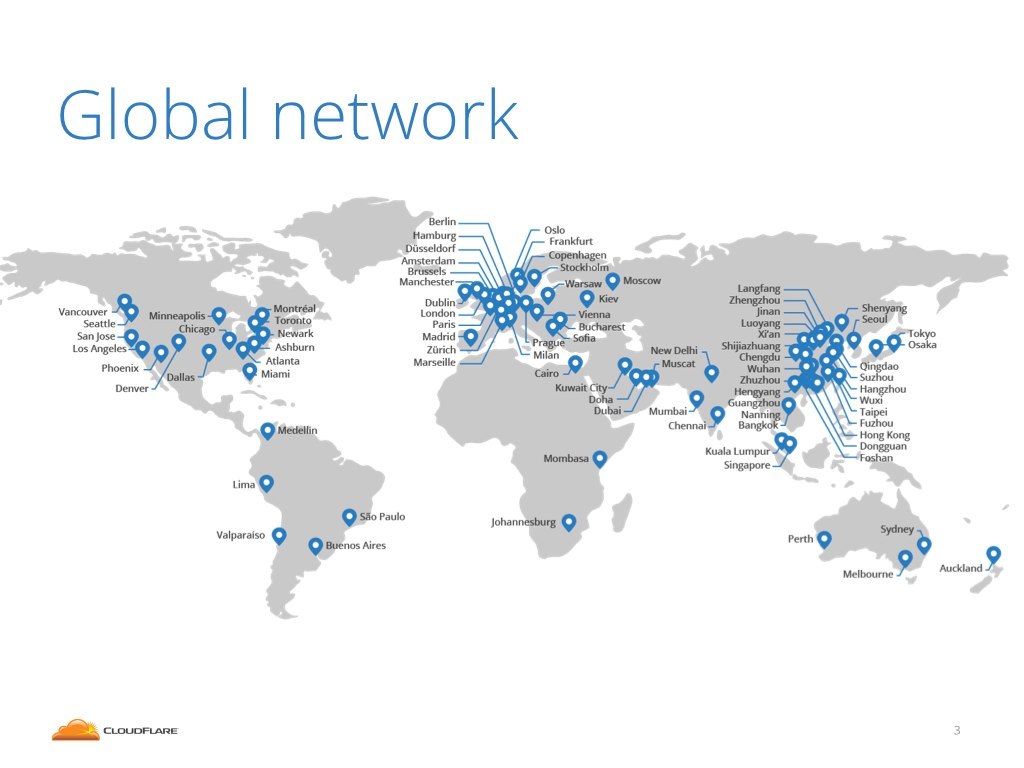 Global network
Vancouver
Seattle
San Jose
Los Angeles
Phoenix
Denver
Minneapolis
Chicago
Dallas
Montréal
Toronto
Newark
Ashburn
Atlanta
Miami
Medellin
Lima
São Paulo
Valparaiso
Buenos Aires
Berlin
Hamburg
Düsseldorf
Amsterdam
Brussels
Manchester
Dublin
London
Paris
Madrid
Zürich
Marseille
Oslo
Frankfurt
Copenhagen
Stockholm
Warsaw
Moscow
Kiev
Vienna
Bucharest
Sofia
Prague
Milan
Cairo
Kuwait City
Doha
Dubai
New Delhi
Muscat
Mumbai
Chennai
Mombasa
Johannesburg
Langfang
Zhengzhou
Jinan
Luoyang
Xi'an
Shijiazhuang
Chengdu
Wuhan
Zhuzhou
Hengyang
Guangzhou
Nanning
Bangkok
Kuala Lumpur
Singapore
Shenyang
Seoul
Tokyo
Osaka
Qingdao
Suzhou
Hangzhou
Wuxi
Taipei
Fuzhou
Hong Kong
Dongguan
Foshan
Perth
Sydney
Melbourne
Auckland
CLOUDFLARE
3